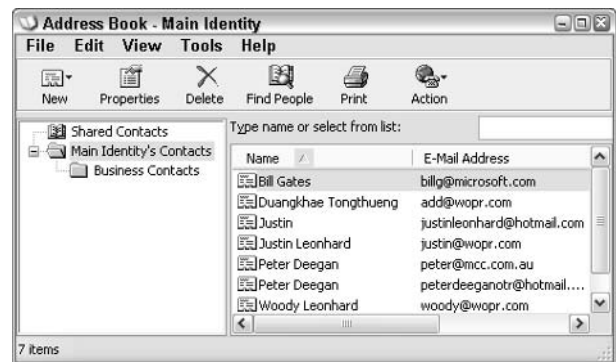 Address Book - Main Identity
File Edit View Tools Help
New Properties Delete Find People Print Action
Shared Contacts
Main Identity's Contacts
Business Contacts
Type name or select from list:
Name E-Mail Address
Bill Gates billg@microsoft.com
Duangkhae Tongthueng add@wopr.com
Justin justinleonhard@hotmail.com
Justin Leonhard justin@wopr.com
Peter Deegan peter@mcc.com.au
Peter Deegan peterdeeganotr@hotmail....
Woody Leonhard woody@wopr.com
7 items